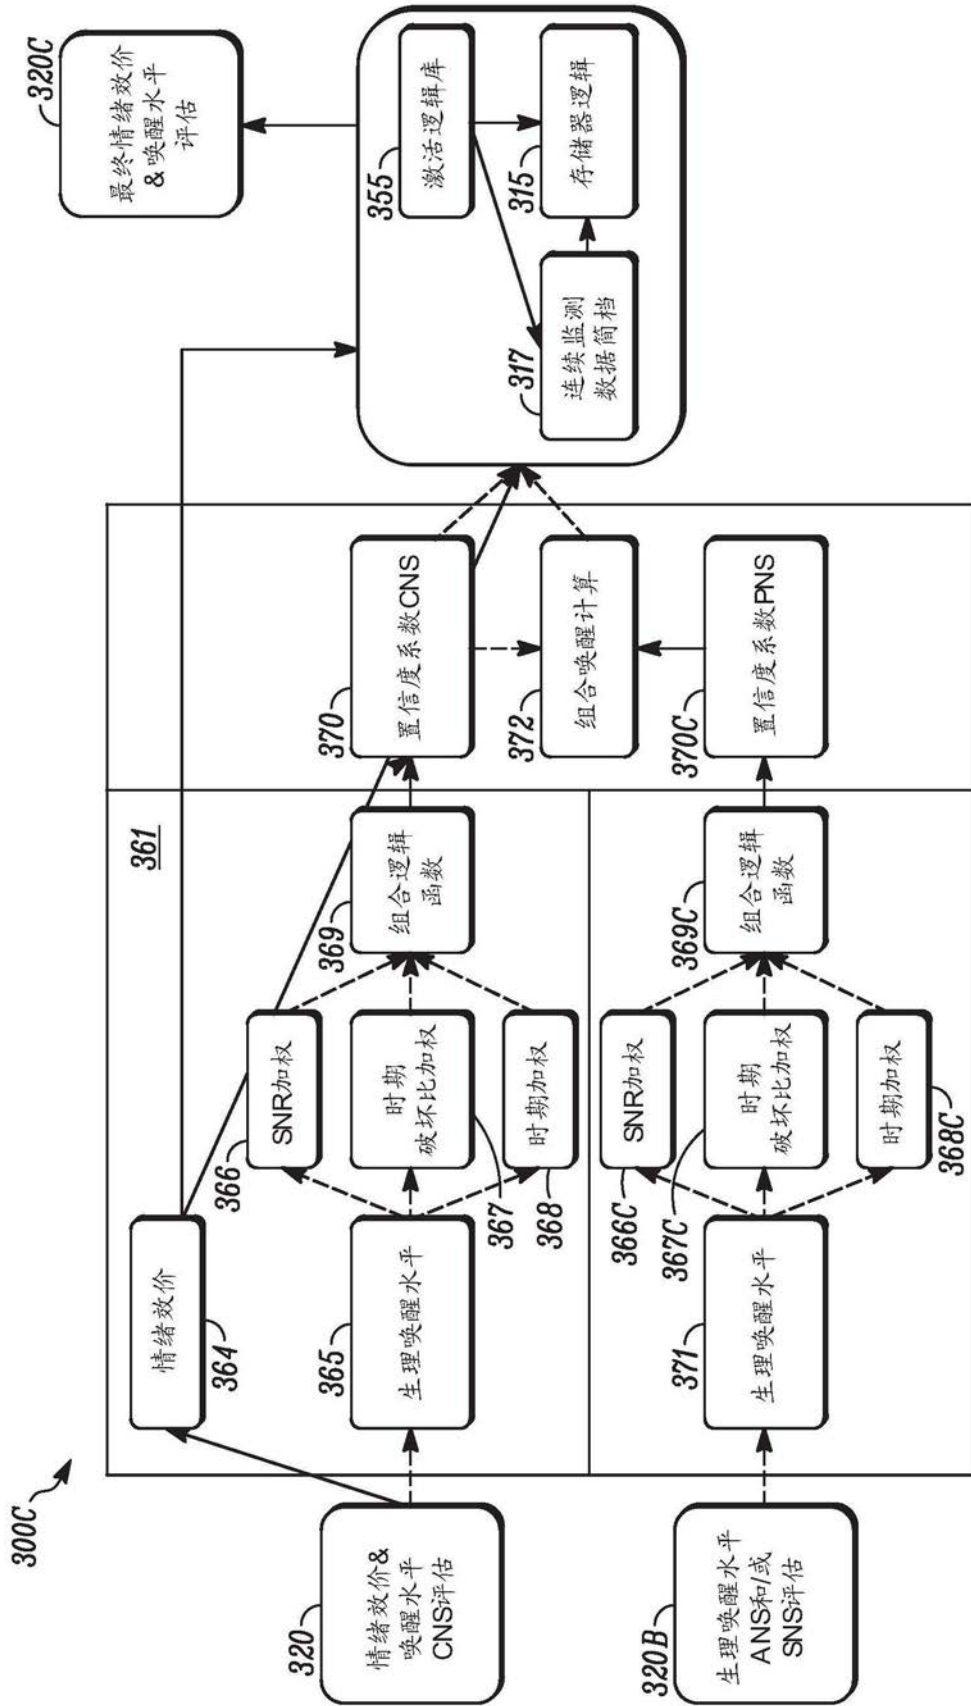 300C
320
情绪效价&
唤醒水平
CNS评估
320B
生理唤醒水平
ANS和/或
SNS评估
361
情绪效价
364
365
生理唤醒水平
366
SNR加权
时期
破坏比加权
367
时期加权
368
369
组合逻辑
函数
371
生理唤醒水平
366C
SNR加权
367C
时期
破坏比加权
时期加权
368C
369C
组合逻辑
函数
370
置信度系数CNS
372
组合唤醒计算
370C
置信度系数PNS
355
激活逻辑库
317
连续监测
数据简档
315
存储器逻辑
320C
最终情绪效价
&唤醒水平
评估